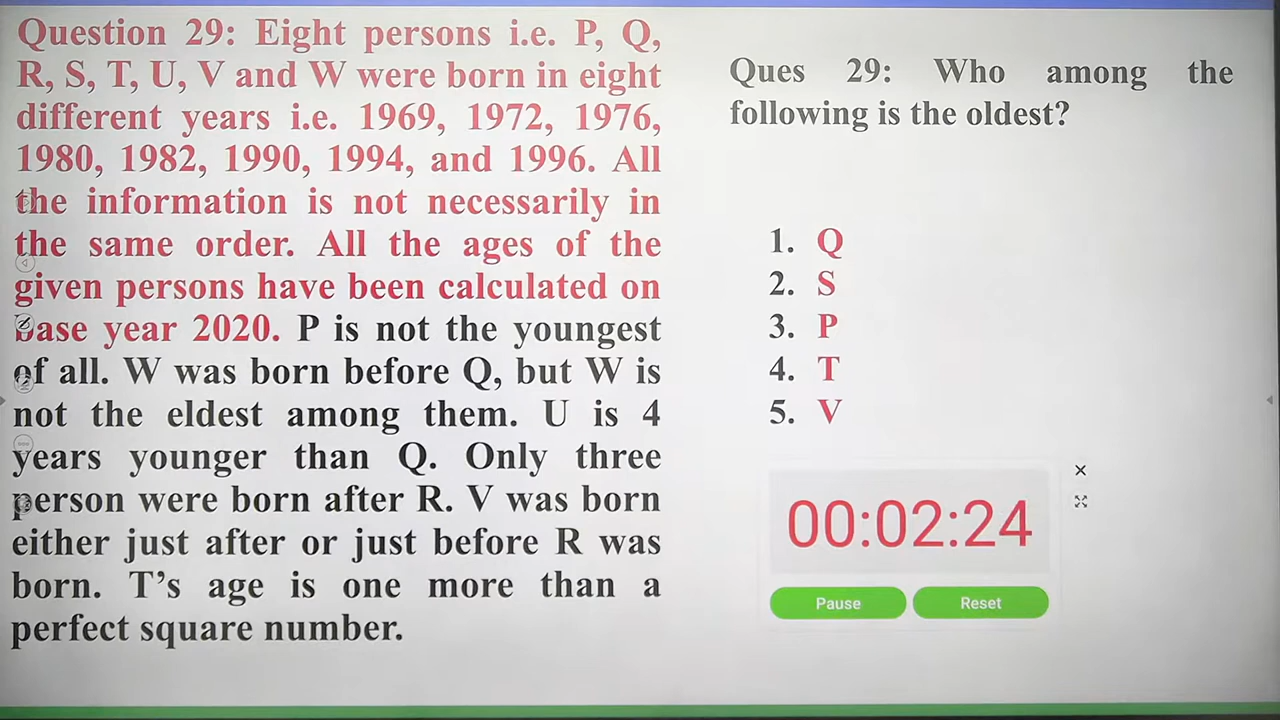 Question 29: Eight persons i.e. P, Q,
R, S, T, U, V and W were born in eight
different years i.e. 1969, 1972, 1976,
1980, 1982, 1990, 1994, and 1996. All
the information is not necessarily in
the same order. All the ages of the
given persons have been calculated on
base year 2020. P is not the youngest
of all. W was born before Q, but W is
not the eldest among them. U is 4
years younger than Q. Only three
person were born after R. V was born
either just after or just before R was
born. T’s age is one more than a
perfect square number.
Ques 29: Who among the
following is the oldest?
1. Q
2. S
3. P
4. T
5. V
00:02:24
Pause Reset